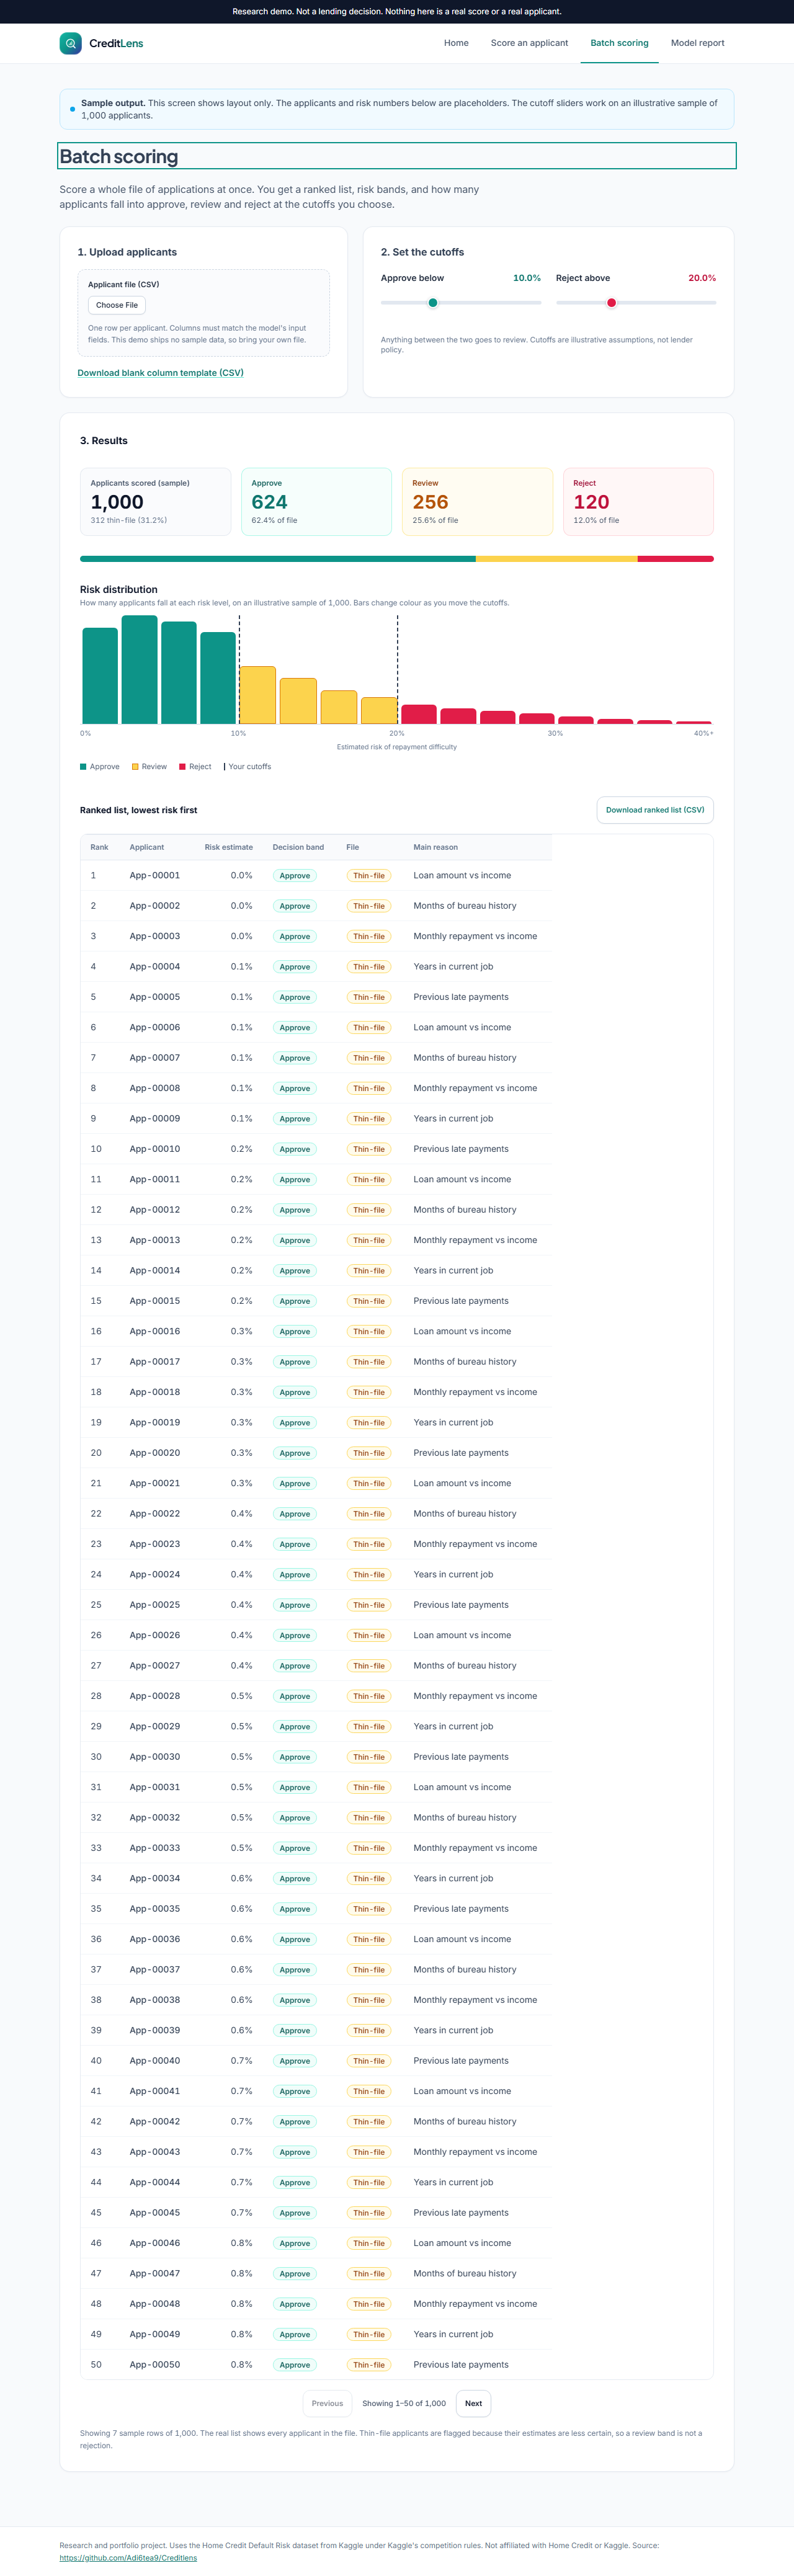 Research demo. Not a lending decision. Nothing here is a real score or a real applicant.
CreditLens
Home
Score an applicant
Batch scoring
Model report
Sample output. This screen shows layout only. The applicants and risk numbers below are placeholders. The cutoff sliders work on an illustrative sample of
1,000 applicants.
Batch scoring
Score a whole file of applications at once. You get a ranked list, risk bands, and how many
applicants fall into approve, review and reject at the cutoffs you choose.
1. Upload applicants
Applicant file (CSV)
Choose File
One row per applicant. Columns must match the model's input
fields. This demo ships no sample data, so bring your own file.
Download blank column template (CSV)
2. Set the cutoffs
Approve below 10.0%
Reject above 20.0%
Anything between the two goes to review. Cutoffs are illustrative assumptions, not lender
policy.
3. Results
Applicants scored (sample)
1,000
312 thin-file (31.2%)
Approve
624
62.4% of file
Review
256
25.6% of file
Reject
120
12.0% of file
Risk distribution
How many applicants fall at each risk level, on an illustrative sample of 1,000. Bars change colour as you move the cutoffs.
0% 10% 20% 30% 40%+
Estimated risk of repayment difficulty
Approve Review Reject Your cutoffs
Ranked list, lowest risk first
Download ranked list (CSV)
Rank Applicant Risk estimate Decision band File Main reason
1 App-00001 0.0% Approve Thin-file Loan amount vs income
2 App-00002 0.0% Approve Thin-file Months of bureau history
3 App-00003 0.0% Approve Thin-file Monthly repayment vs income
4 App-00004 0.1% Approve Thin-file Years in current job
5 App-00005 0.1% Approve Thin-file Previous late payments
6 App-00006 0.1% Approve Thin-file Loan amount vs income
7 App-00007 0.1% Approve Thin-file Months of bureau history
8 App-00008 0.1% Approve Thin-file Monthly repayment vs income
9 App-00009 0.1% Approve Thin-file Years in current job
10 App-00010 0.2% Approve Thin-file Previous late payments
11 App-00011 0.2% Approve Thin-file Loan amount vs income
12 App-00012 0.2% Approve Thin-file Months of bureau history
13 App-00013 0.2% Approve Thin-file Monthly repayment vs income
14 App-00014 0.2% Approve Thin-file Years in current job
15 App-00015 0.2% Approve Thin-file Previous late payments
16 App-00016 0.3% Approve Thin-file Loan amount vs income
17 App-00017 0.3% Approve Thin-file Months of bureau history
18 App-00018 0.3% Approve Thin-file Monthly repayment vs income
19 App-00019 0.3% Approve Thin-file Years in current job
20 App-00020 0.3% Approve Thin-file Previous late payments
21 App-00021 0.3% Approve Thin-file Loan amount vs income
22 App-00022 0.4% Approve Thin-file Months of bureau history
23 App-00023 0.4% Approve Thin-file Monthly repayment vs income
24 App-00024 0.4% Approve Thin-file Years in current job
25 App-00025 0.4% Approve Thin-file Previous late payments
26 App-00026 0.4% Approve Thin-file Loan amount vs income
27 App-00027 0.4% Approve Thin-file Months of bureau history
28 App-00028 0.5% Approve Thin-file Monthly repayment vs income
29 App-00029 0.5% Approve Thin-file Years in current job
30 App-00030 0.5% Approve Thin-file Previous late payments
31 App-00031 0.5% Approve Thin-file Loan amount vs income
32 App-00032 0.5% Approve Thin-file Months of bureau history
33 App-00033 0.5% Approve Thin-file Monthly repayment vs income
34 App-00034 0.6% Approve Thin-file Years in current job
35 App-00035 0.6% Approve Thin-file Previous late payments
36 App-00036 0.6% Approve Thin-file Loan amount vs income
37 App-00037 0.6% Approve Thin-file Months of bureau history
38 App-00038 0.6% Approve Thin-file Monthly repayment vs income
39 App-00039 0.6% Approve Thin-file Years in current job
40 App-00040 0.7% Approve Thin-file Previous late payments
41 App-00041 0.7% Approve Thin-file Loan amount vs income
42 App-00042 0.7% Approve Thin-file Months of bureau history
43 App-00043 0.7% Approve Thin-file Monthly repayment vs income
44 App-00044 0.7% Approve Thin-file Years in current job
45 App-00045 0.7% Approve Thin-file Previous late payments
46 App-00046 0.8% Approve Thin-file Loan amount vs income
47 App-00047 0.8% Approve Thin-file Months of bureau history
48 App-00048 0.8% Approve Thin-file Monthly repayment vs income
49 App-00049 0.8% Approve Thin-file Years in current job
50 App-00050 0.8% Approve Thin-file Previous late payments
Previous Showing 1–50 of 1,000 Next
Showing 7 sample rows of 1,000. The real list shows every applicant in the file. Thin-file applicants are flagged because their estimates are less certain, so a review band is not a
rejection.
Research and portfolio project. Uses the Home Credit Default Risk dataset from Kaggle under Kaggle's competition rules. Not affiliated with Home Credit or Kaggle. Source:
https://github.com/Adi6tea9/Creditlens